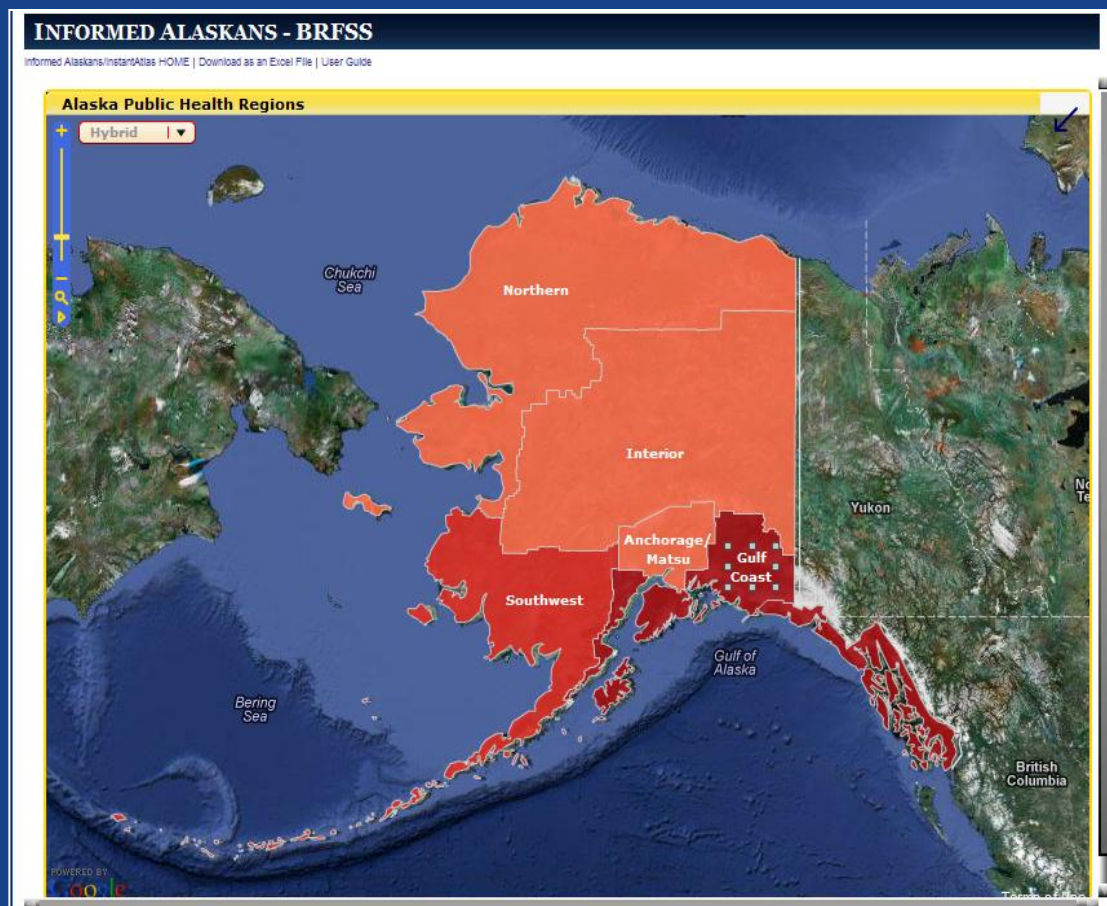 INFORMED ALASKANS - BRFSS
Informed Alaskans/InstantAtlas HOME | Download as an Excel File | User Guide
Alaska Public Health Regions
Hybrid
Chukchi
Sea
Northern
Interior
Yukon
Anchorage/
Matsu
Gulf
Coast
Southwest
Gulf of
Alaska
Bering
Sea
British
Columbia
POWERED BY
Google